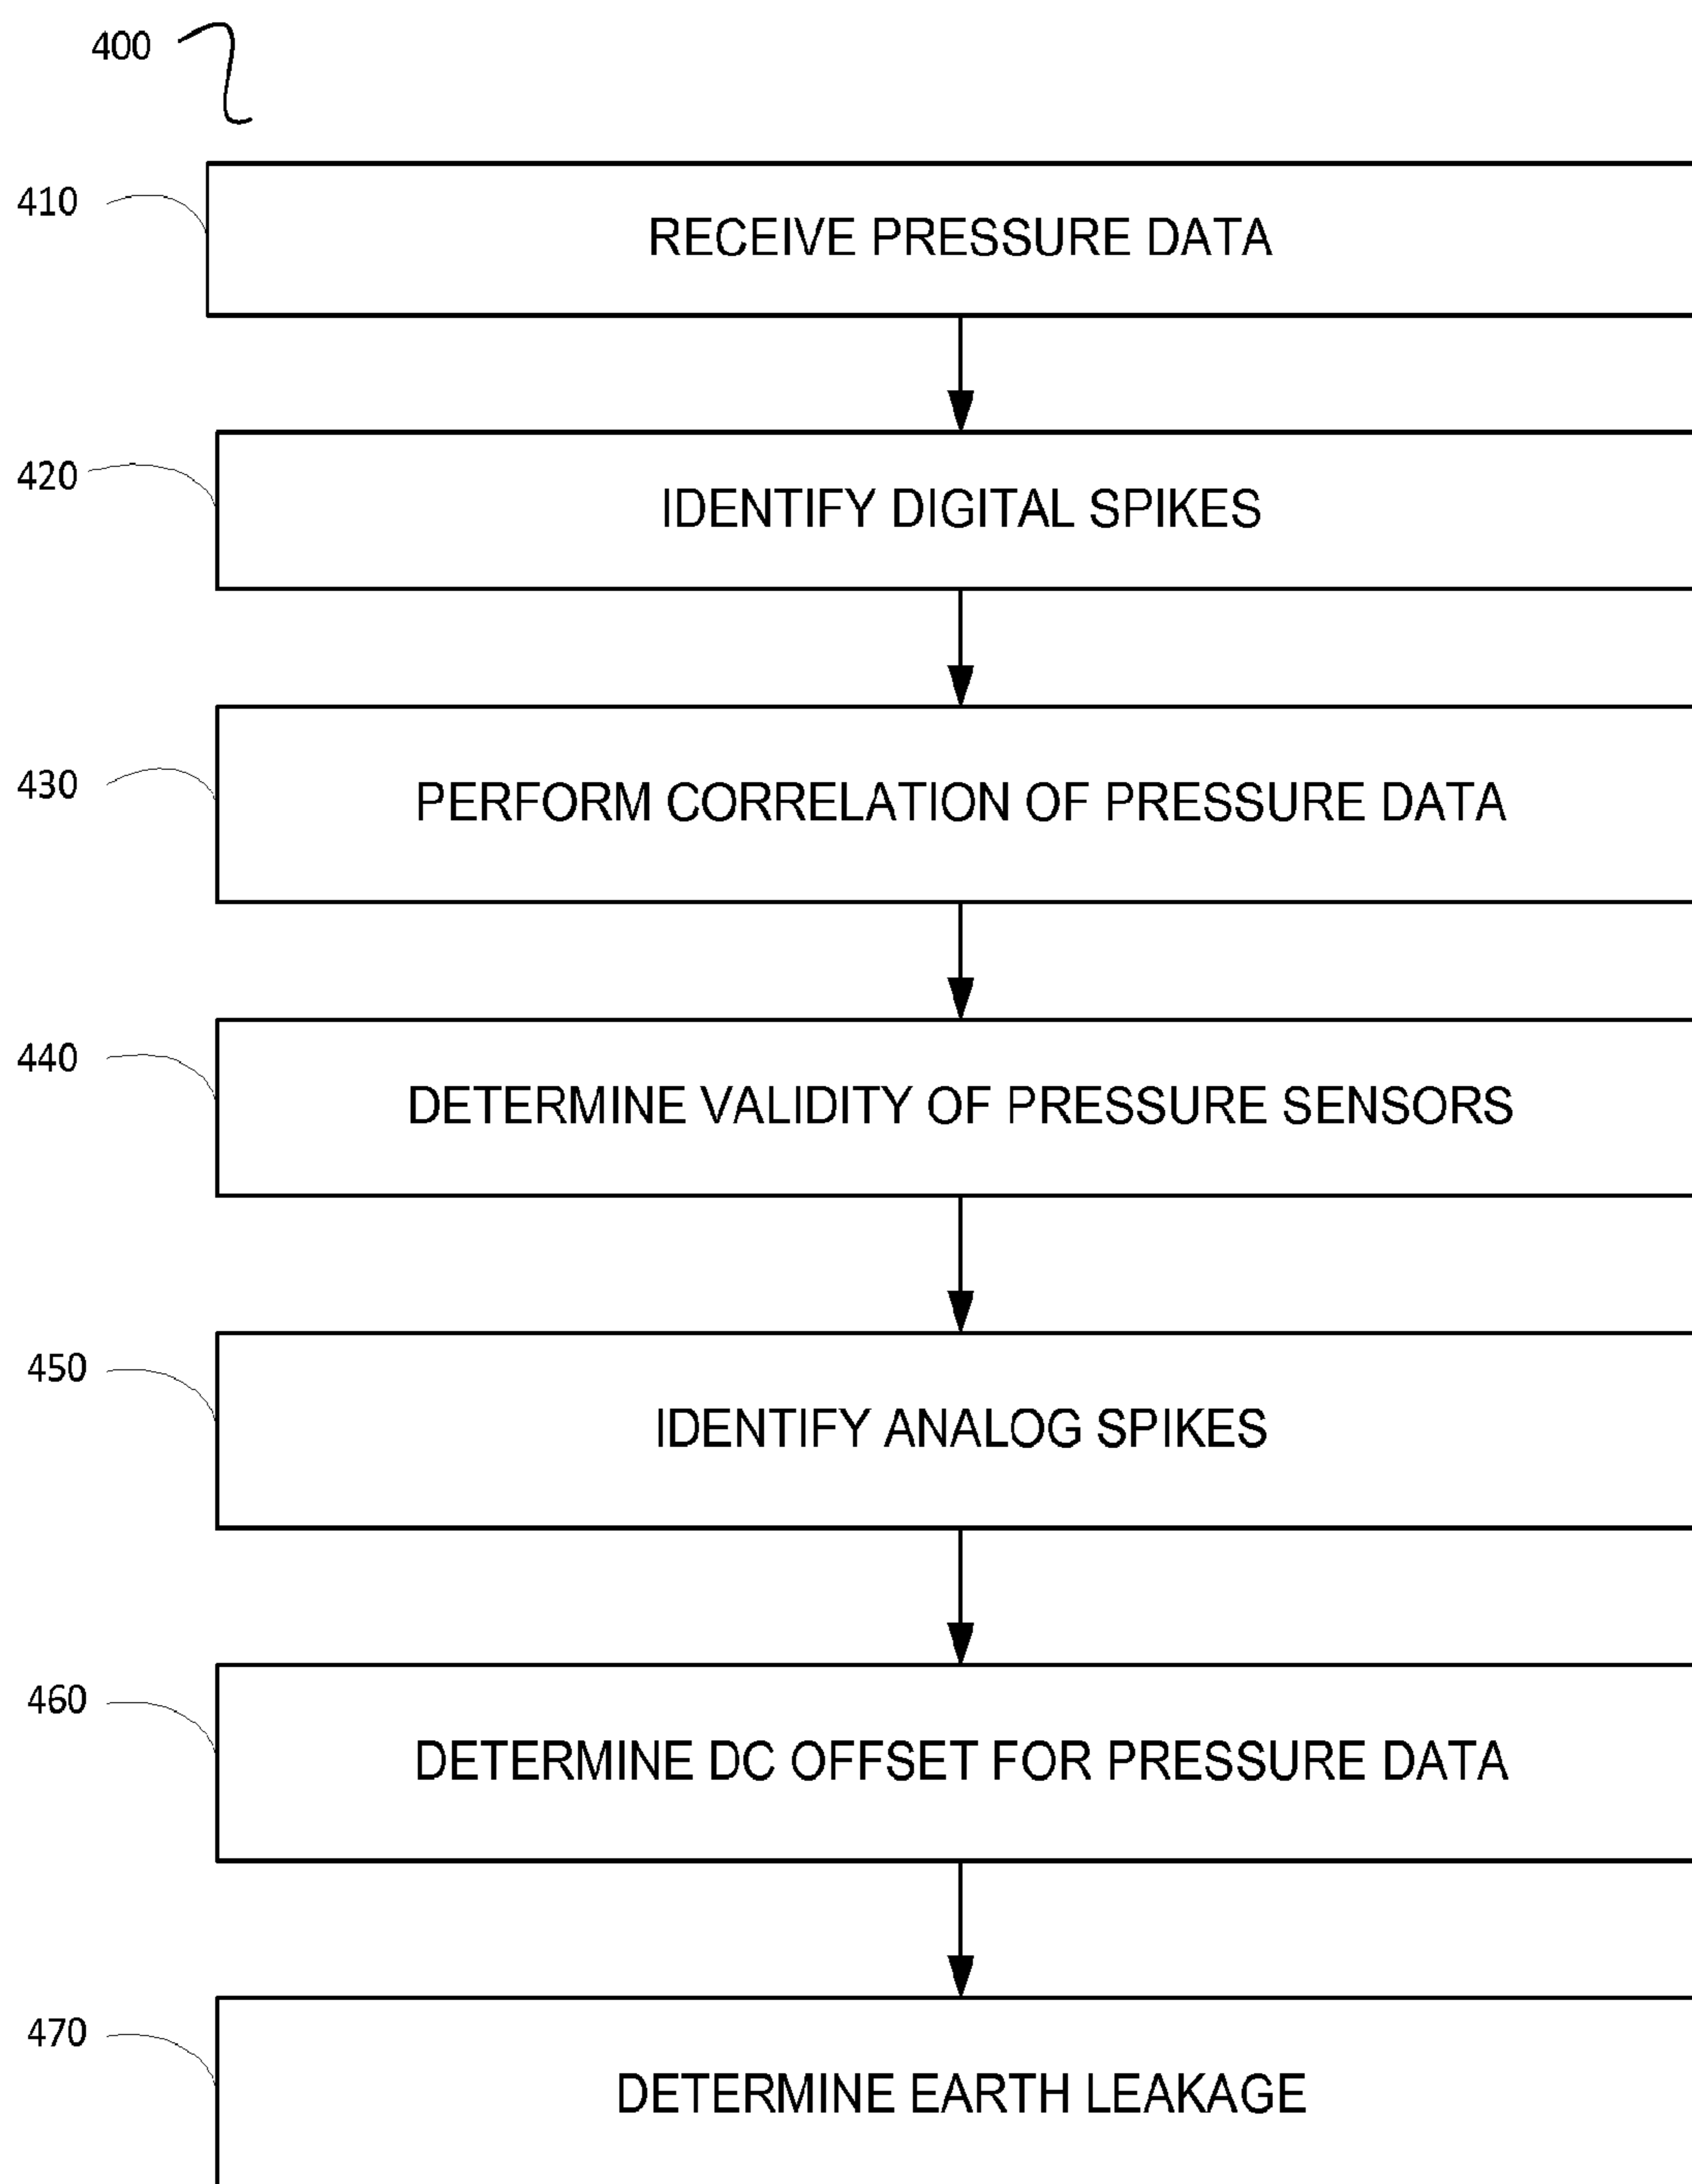 400
410
RECEIVE PRESSURE DATA
420
IDENTIFY DIGITAL SPIKES
430
PERFORM CORRELATION OF PRESSURE DATA
440
DETERMINE VALIDITY OF PRESSURE SENSORS
450
IDENTIFY ANALOG SPIKES
460
DETERMINE DC OFFSET FOR PRESSURE DATA
470
DETERMINE EARTH LEAKAGE